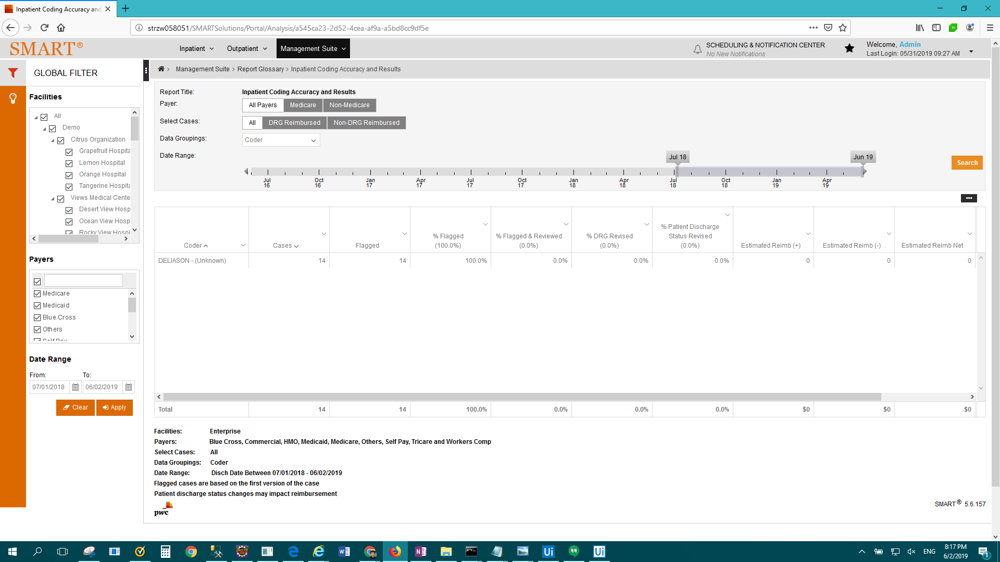 Inpatient Coding Accuracy and
strzw058051/SMARTSolutions/Portal/Analysis/a545ca23-2d52-4cea-af9a-a5bd8cc9df5e
SMART®
Inpatient
Outpatient
Management Suite
SCHEDULING & NOTIFICATION CENTER
No New Notifications
Welcome, Admin
Last Login: 05/31/2019 09:27 AM
GLOBAL FILTER
Management Suite > Report Glossary > Inpatient Coding Accuracy and Results
Facilities
All
Demo
Citrus Organization
Grapefruit Hospita
Lemon Hospital
Orange Hospital
Tangerine Hospita
Views Medical Cente
Desert View Hosp
Ocean View Hosp
Rocky View Hospi
Payers
Medicare
Medicaid
Blue Cross
Others
Self Pay
Date Range
From: To:
07/01/2018 06/02/2019
Clear Apply
Report Title: Inpatient Coding Accuracy and Results
Payer: All Payers Medicare Non-Medicare
Select Cases: All DRG Reimbursed Non-DRG Reimbursed
Data Groupings: Coder
Date Range: Jul 18 Jun 19
Search
Jul Oct Jan Apr Jul Oct Jan Apr Jul Oct Jan Apr
16 16 17 17 17 17 18 18 18 18 19 19
Coder Cases Flagged % Flagged (100.0%) % Flagged & Reviewed (0.0%) % DRG Revised (0.0%) % Patient Discharge Status Revised (0.0%) Estimated Reimb (+) Estimated Reimb (-) Estimated Reimb Net
DELIASON - (Unknown) 14 14 100.0% 0.0% 0.0% 0.0% 0 0 0
Total 14 14 100.0% 0.0% 0.0% 0.0% $0 $0 $0
Facilities: Enterprise
Payers: Blue Cross, Commercial, HMO, Medicaid, Medicare, Others, Self Pay, Tricare and Workers Comp
Select Cases: All
Data Groupings: Coder
Date Range: Disch Date Between 07/01/2018 - 06/02/2019
Flagged cases are based on the first version of the case
Patient discharge status changes may impact reimbursement
pwc
SMART® 5.6.157
ENG
8:17 PM
6/2/2019
1